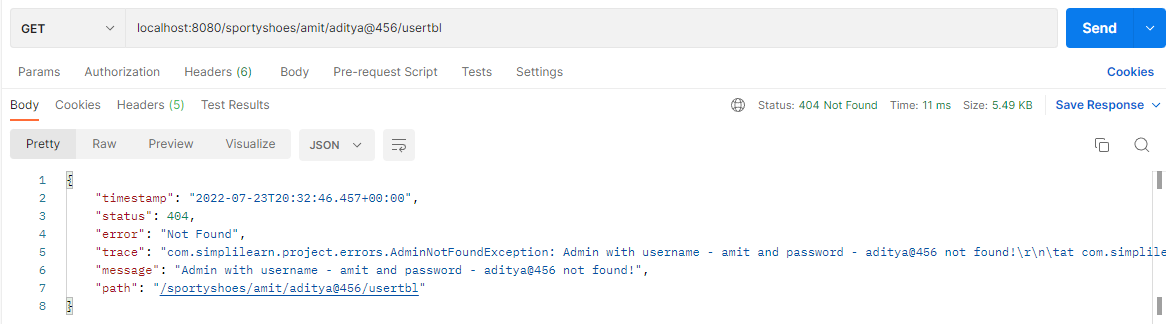 GET localhost:8080/sportyshoes/amit/aditya@456/usertbl Send
Params Authorization Headers (6) Body Pre-request Script Tests Settings Cookies
Body Cookies Headers (5) Test Results Status: 404 Not Found Time: 11 ms Size: 5.49 KB Save Response
Pretty Raw Preview Visualize JSON
1 {
2 "timestamp": "2022-07-23T20:32:46.457+00:00",
3 "status": 404,
4 "error": "Not Found",
5 "trace": "com.simplilearn.project.errors.AdminNotFoundException: Admin with username - amit and password - aditya@456 not found!\r\n\tat com.simplile
6 "message": "Admin with username - amit and password - aditya@456 not found!",
7 "path": "/sportyshoes/amit/aditya@456/usertbl"
8 }